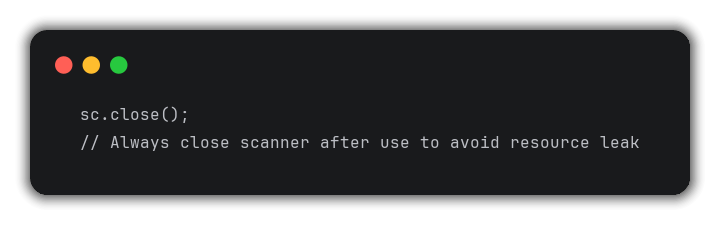 sc.close();
// Always close scanner after use to avoid resource leak